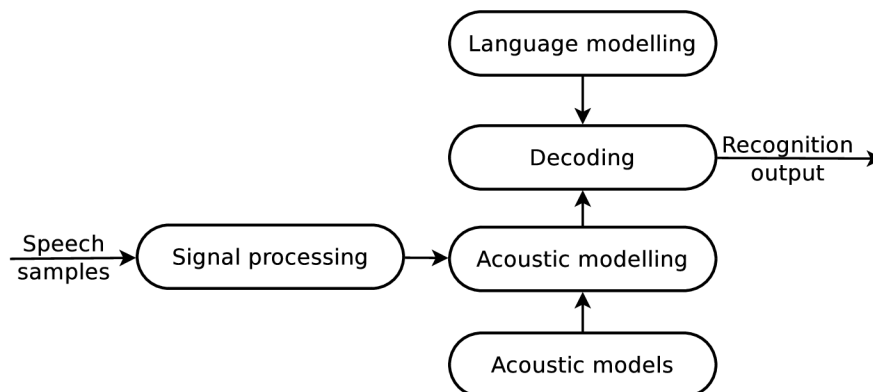 Language modelling
Decoding
Recognition
output
Speech
samples
Signal processing
Acoustic modelling
Acoustic models